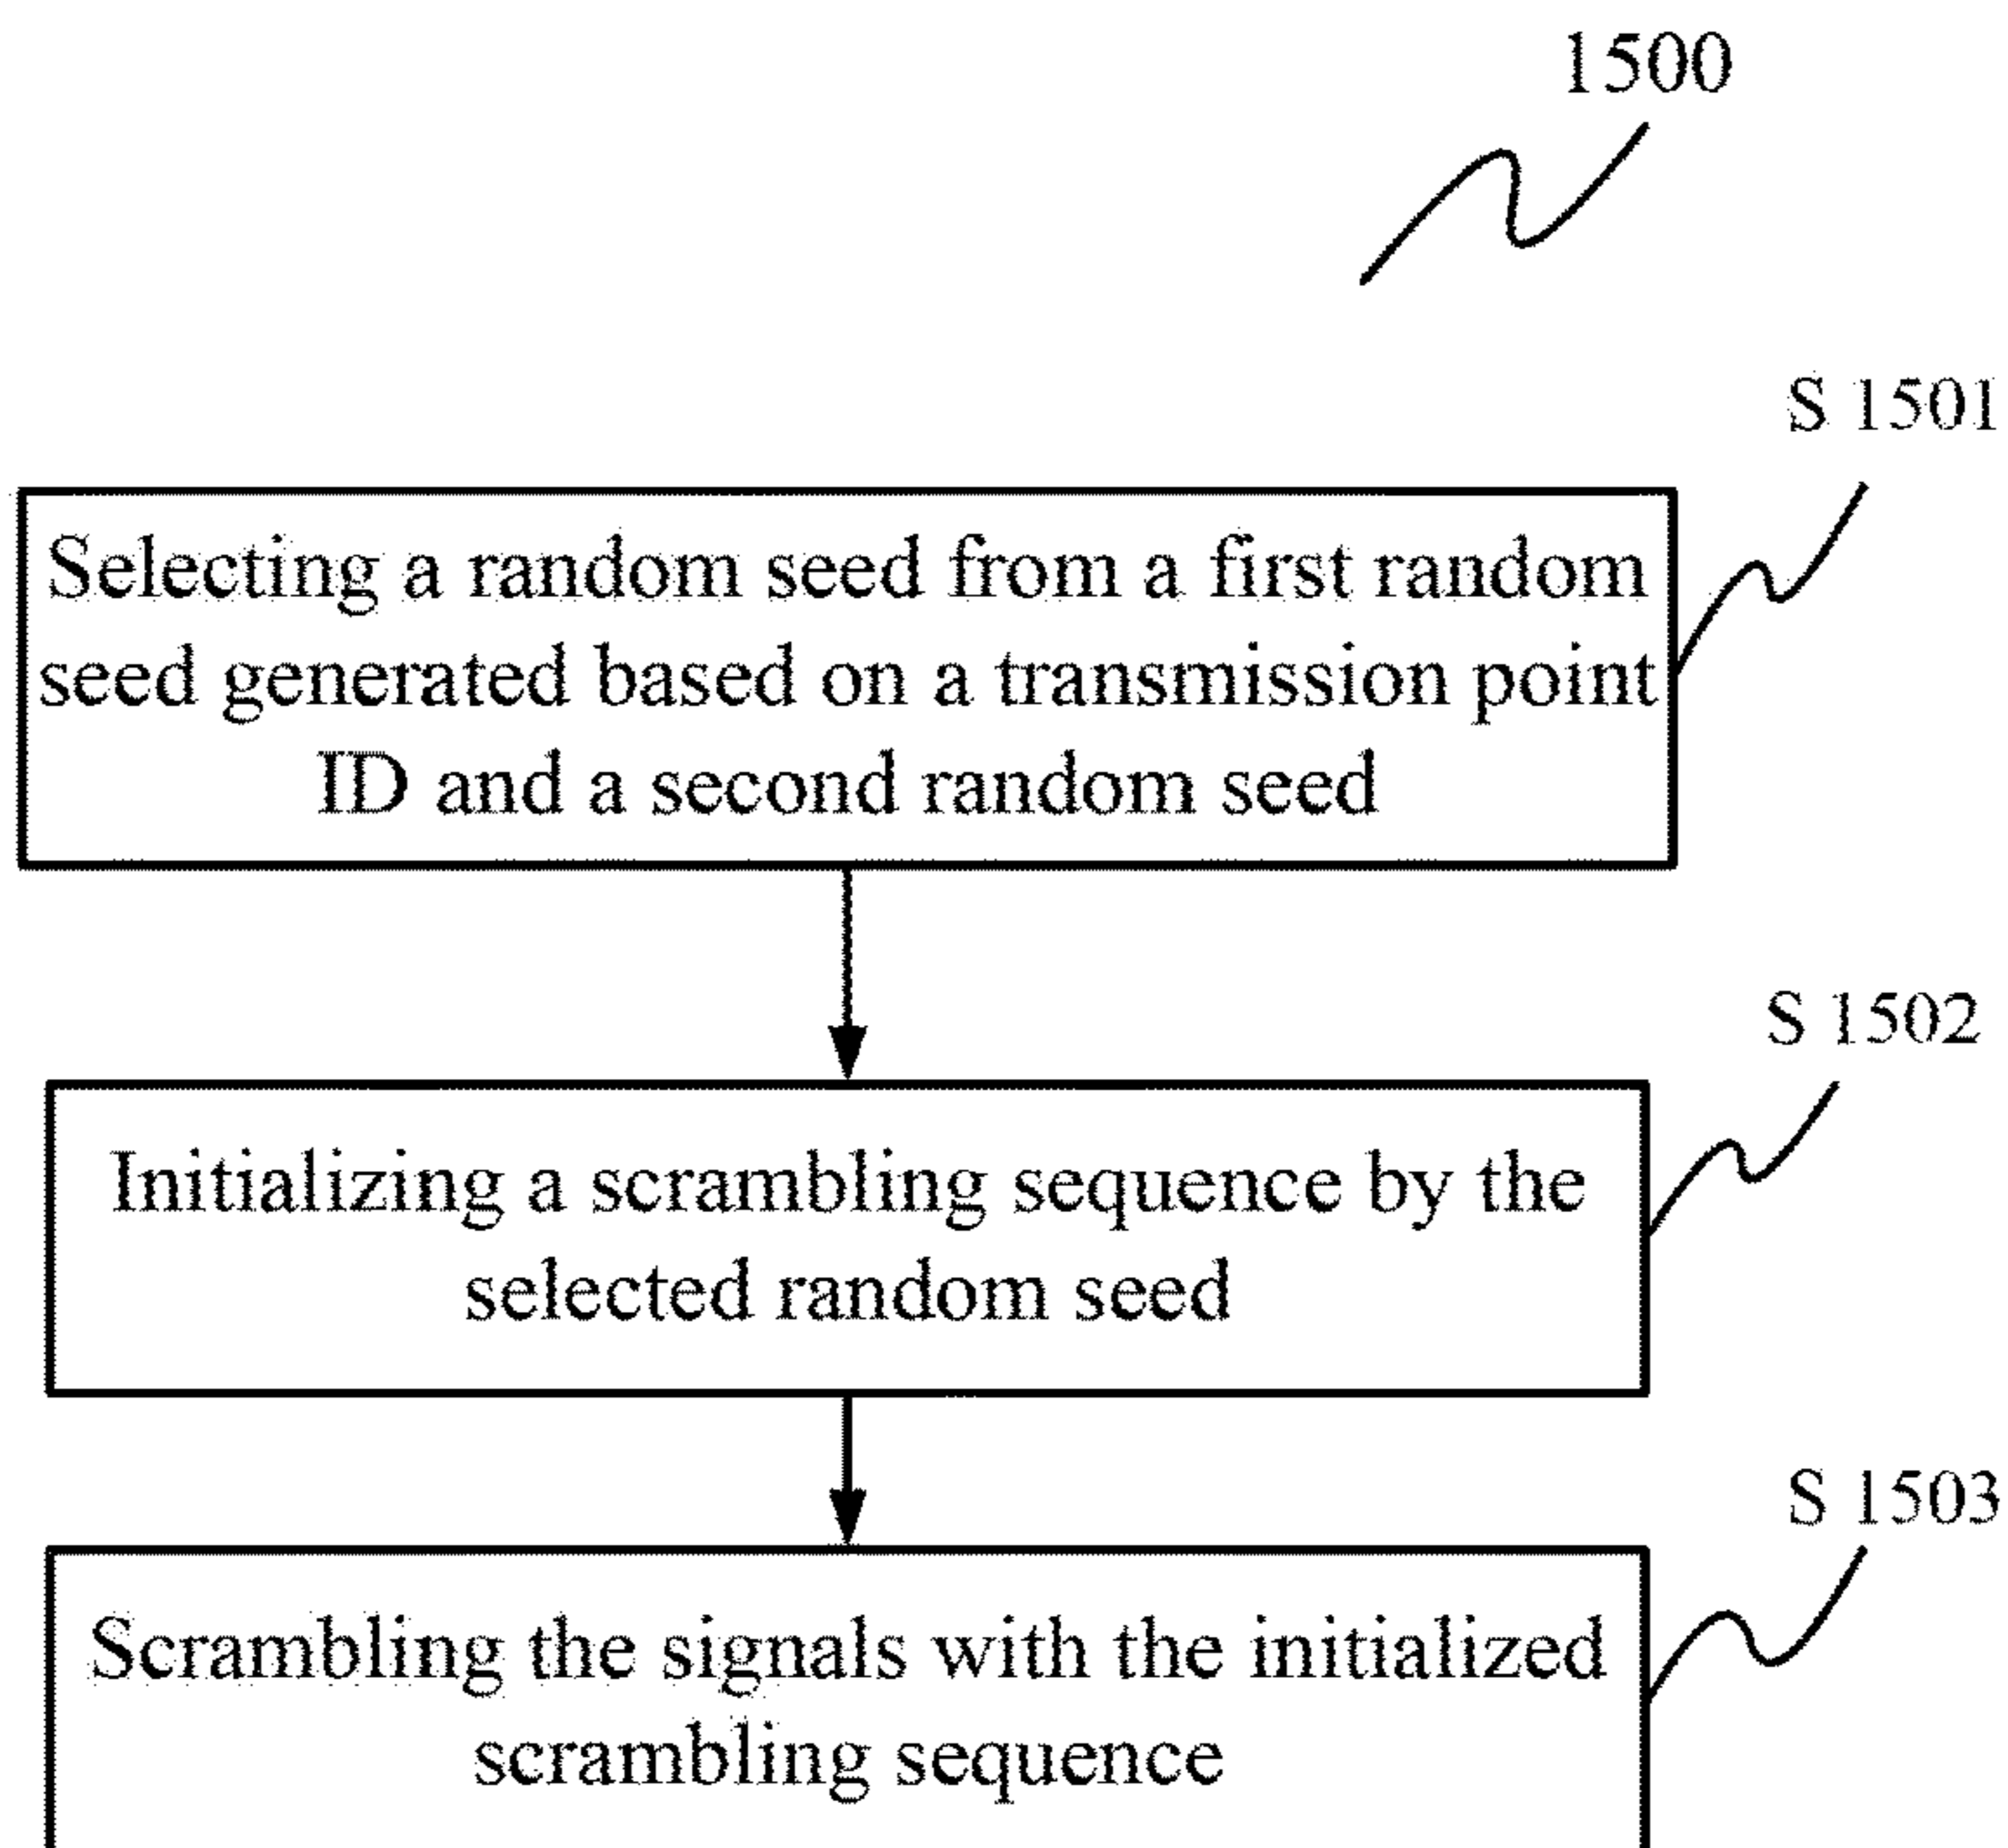 1500
S 1501
Selecting a random seed from a first random
seed generated based on a transmission point
ID and a second random seed
S 1502
Initializing a scrambling sequence by the
selected random seed
S 1503
Scrambling the signals with the initialized
scrambling sequence